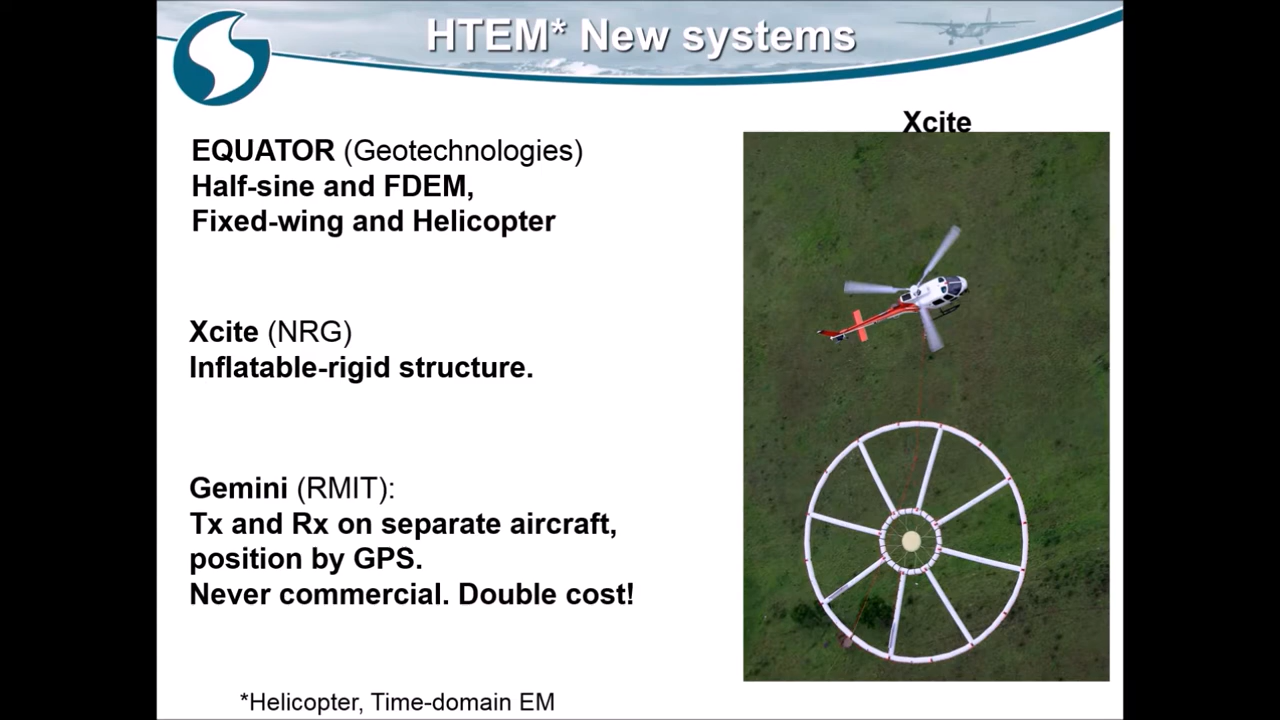 HTEM* New systems
EQUATOR (Geotechnologies)
Half-sine and FDEM,
Fixed-wing and Helicopter
Xcite (NRG)
Inflatable-rigid structure.
Gemini (RMIT):
Tx and Rx on separate aircraft,
position by GPS.
Never commercial. Double cost!
*Helicopter, Time-domain EM
Xcite